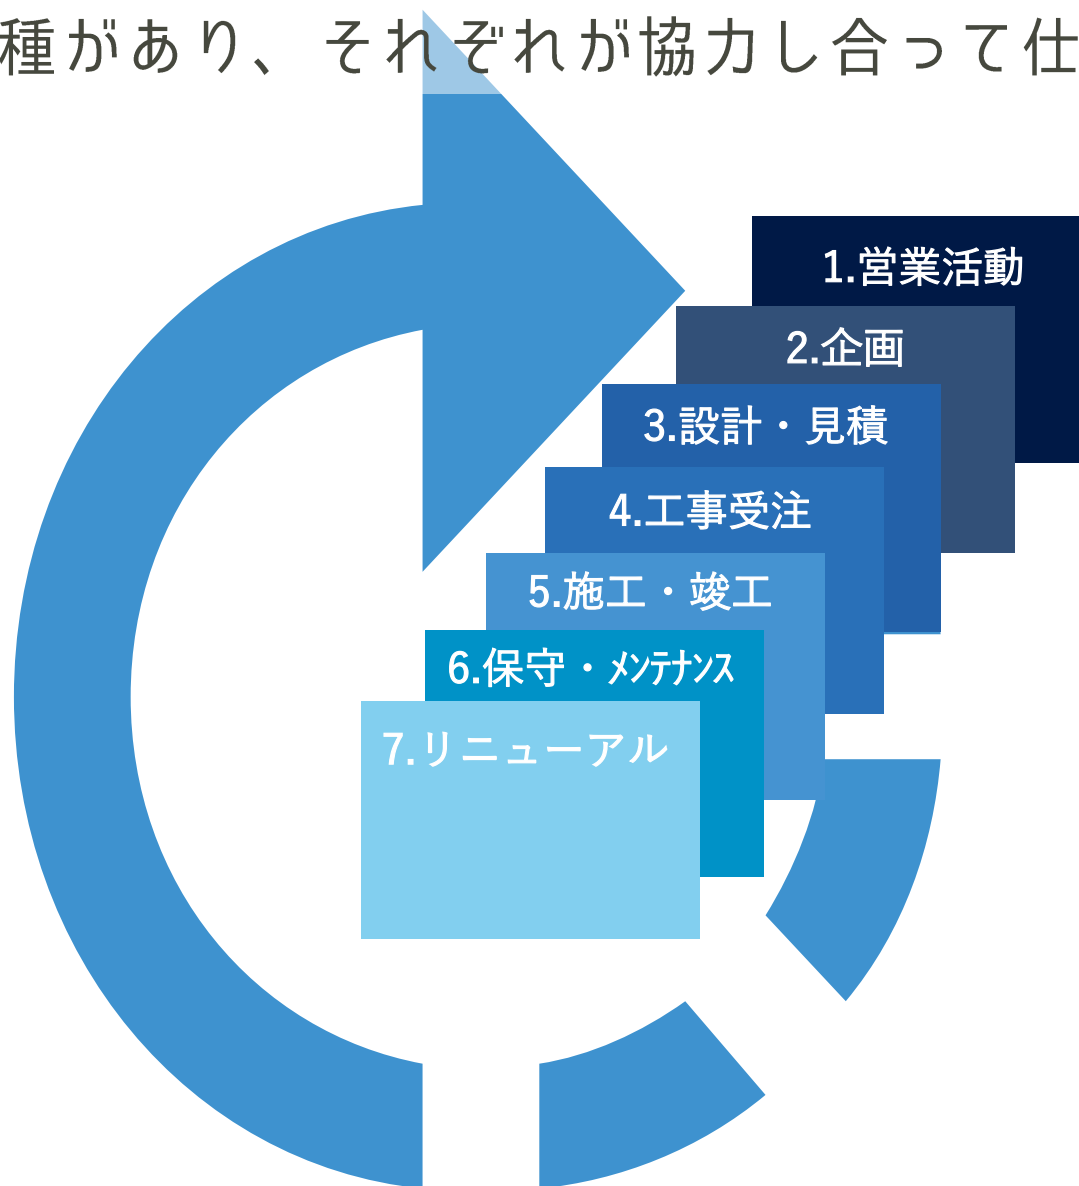 種があり、それぞれが協力し合って仕
1.営業活動
2.企画
3.設計・見積
4.工事受注
5.施工・竣工
6.保守・ﾒﾝﾃﾅﾝｽ
7.リニューアル